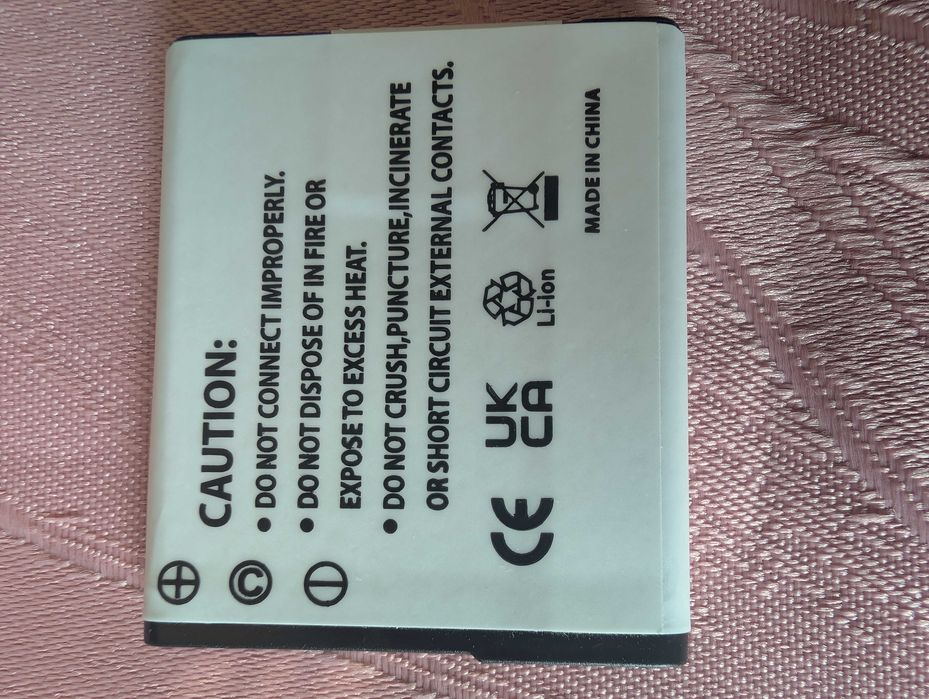 CAUTION:
● DO NOT CONNECT IMPROPERLY.
● DO NOT DISPOSE OF IN FIRE OR
EXPOSE TO EXCESS HEAT.
● DO NOT CRUSH,PUNCTURE,INCINERATE
OR SHORT CIRCUIT EXTERNAL CONTACTS.
+
©
−
CE
UK
CA
Li-Ion
MADE IN CHINA